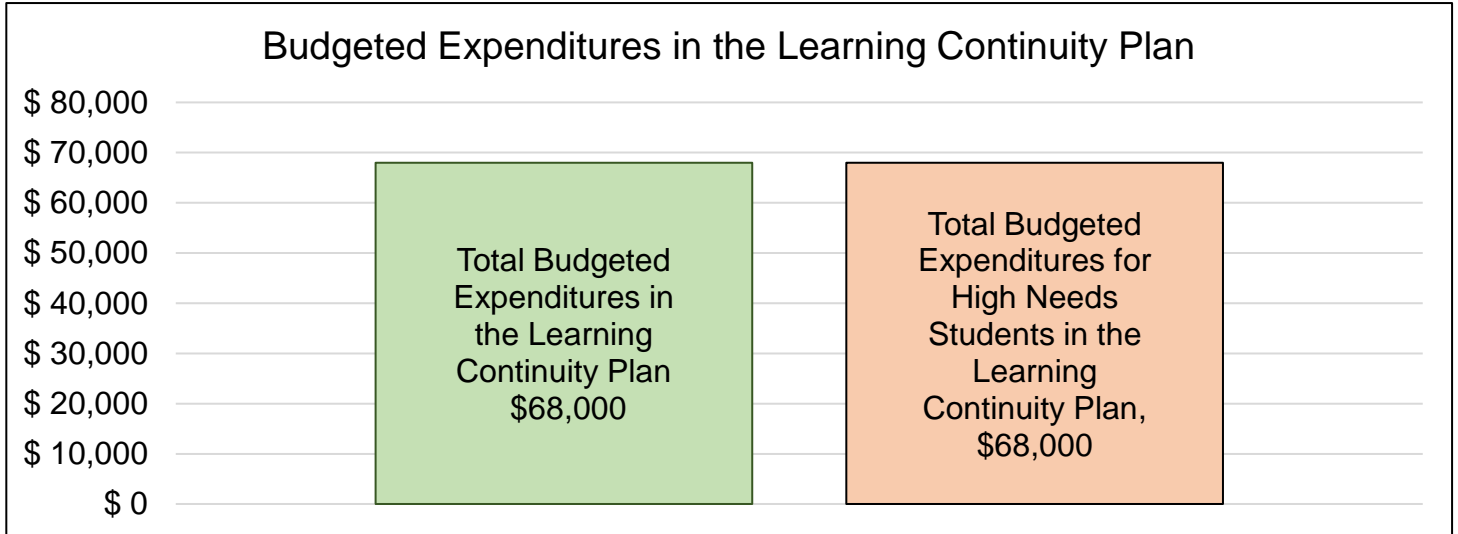 Budgeted Expenditures in the Learning Continuity Plan
$ 80,000
$ 70,000
$ 60,000
$ 50,000
$ 40,000
$ 30,000
$ 20,000
$ 10,000
$ 0
Total Budgeted
Expenditures in
the Learning
Continuity Plan
$68,000
Total Budgeted
Expenditures for
High Needs
Students in the
Learning
Continuity Plan,
$68,000